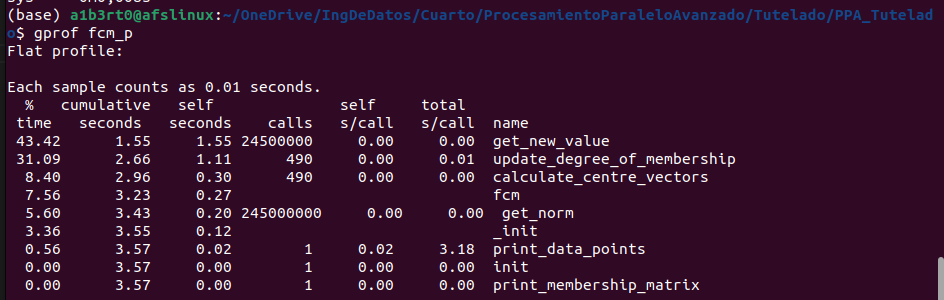 (base) a1b3rt0@afslinux:~/OneDrive/IngDeDatos/Cuarto/ProcesamientoParaleloAvanzado/Tutelado/PPA_Tutelad
o$ gprof fcm_p
Flat profile:

Each sample counts as 0.01 seconds.
  %   cumulative   self              self     total
 time   seconds   seconds    calls   s/call   s/call  name
 43.42      1.55     1.55 24500000     0.00     0.00  get_new_value
 31.09      2.66     1.11      490     0.00     0.01  update_degree_of_membership
  8.40      2.96     0.30      490     0.00     0.00  calculate_centre_vectors
  7.56      3.23     0.27                             fcm
  5.60      3.43     0.20 245000000     0.00     0.00  get_norm
  3.36      3.55     0.12                             _init
  0.56      3.57     0.02        1     0.02     3.18  print_data_points
  0.00      3.57     0.00        1     0.00     0.00  init
  0.00      3.57     0.00        1     0.00     0.00  print_membership_matrix